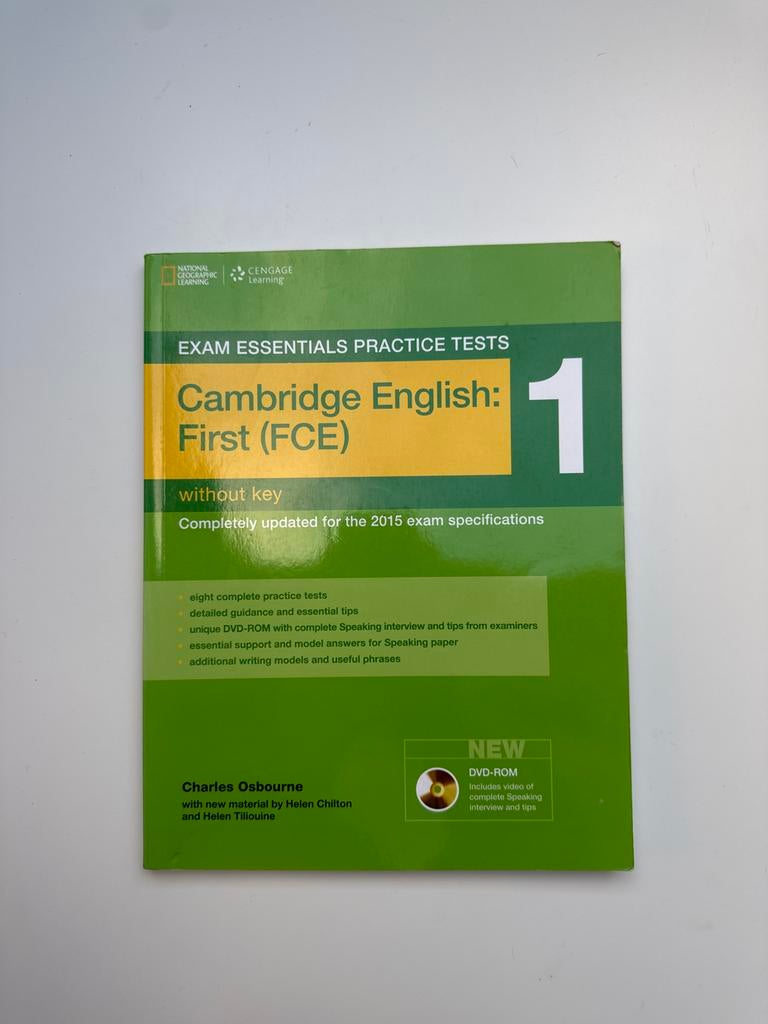 NATIONAL
GEOGRAPHIC
LEARNING
CENGAGE
Learning
EXAM ESSENTIALS PRACTICE TESTS
Cambridge English:
First (FCE)
1
without key
Completely updated for the 2015 exam specifications
• eight complete practice tests
• detailed guidance and essential tips
• unique DVD-ROM with complete Speaking interview and tips from examiners
• essential support and model answers for Speaking paper
• additional writing models and useful phrases
NEW
DVD-ROM
Includes video of
complete Speaking
interview and tips
Charles Osbourne
with new material by Helen Chilton
and Helen Tiliouine